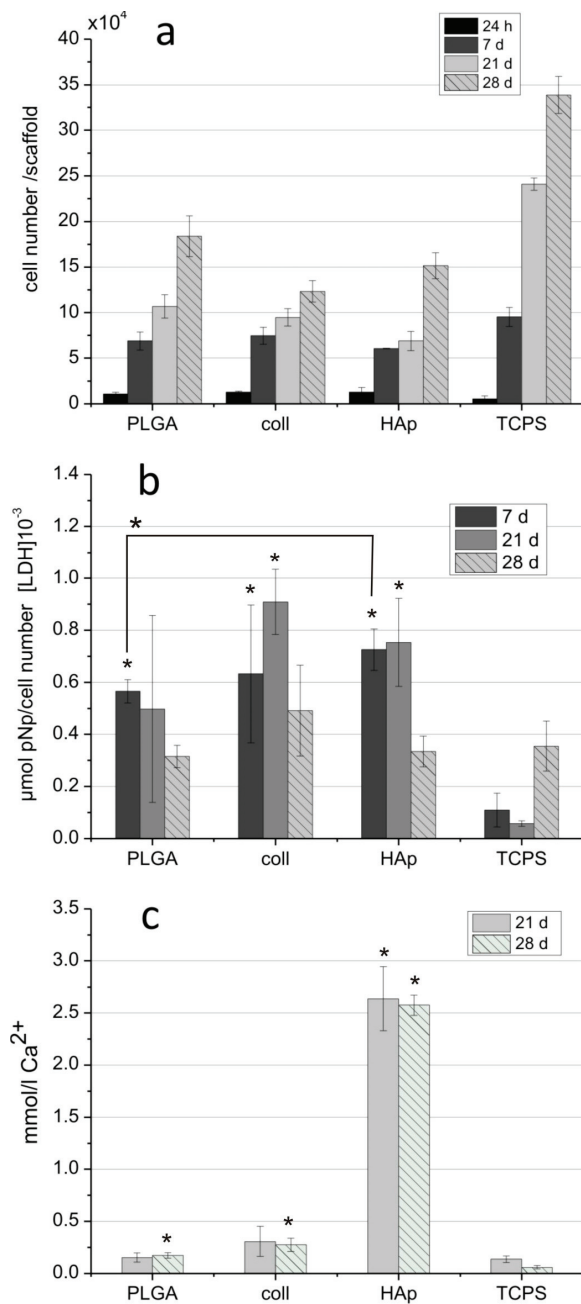 a
x10⁴
24 h
7 d
21 d
28 d
40
35
30
25
20
15
10
5
0
cell number /scaffold
PLGA coll HAp TCPS
b
7 d
21 d
28 d
1.4
1.2
1.0
0.8
0.6
0.4
0.2
0.0
µmol pNp/cell number [LDH]10⁻³
*
* * * * *
PLGA coll HAp TCPS
c
21 d
28 d
3.5
3.0
2.5
2.0
1.5
1.0
0.5
0.0
mmol/l Ca²⁺
* * * *
PLGA coll HAp TCPS